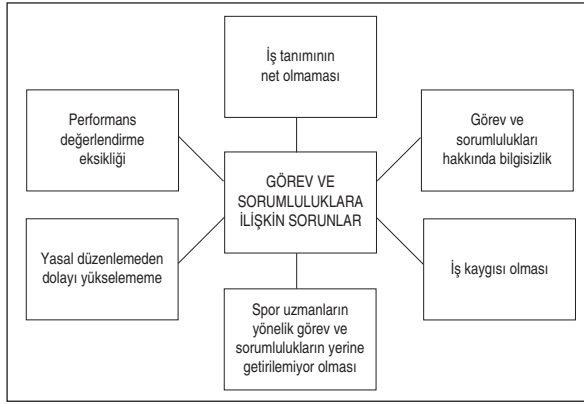 İş tanımının
net olmaması
Performans
değerlendirme
eksikliği
Görev ve
sorumlulukları
hakkında bilgisizlik
GÖREV VE
SORUMLULUKLARA
İLİŞKİN SORUNLAR
Yasal düzenlemeden
dolayı yükselememe
İş kaygısı olması
Spor uzmanların
yönelik görev ve
sorumlulukların yerine
getirilemiyor olması